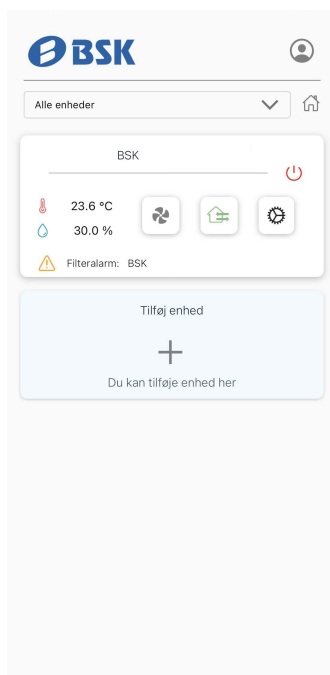 BSK
Alle enheder
BSK
23.6 °C
30.0 %
Filteralarm: BSK
Tilføj enhed
Du kan tilføje enhed her